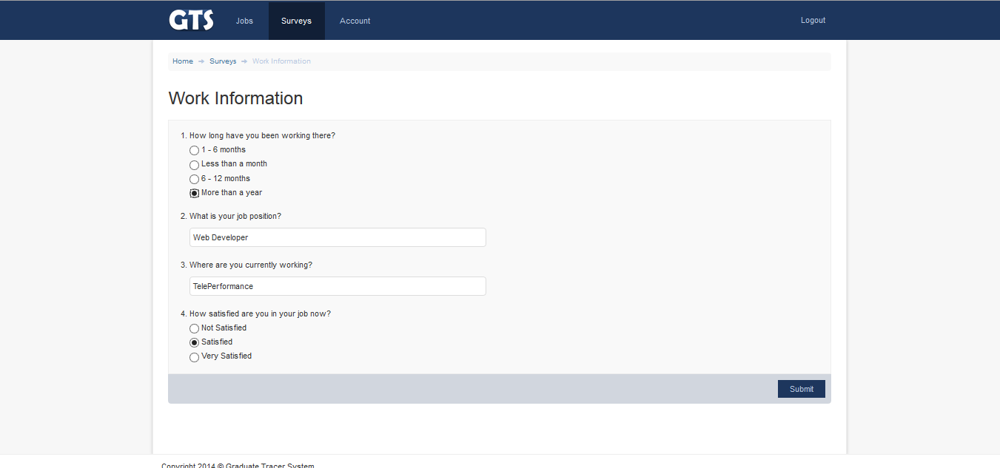 GTS Jobs Surveys Account Logout
Home Surveys Work Information
Work Information
1. How long have you been working there?
1 - 6 months
Less than a month
6 - 12 months
More than a year
2. What is your job position?
Web Developer
3. Where are you currently working?
TelePerformance
4. How satisfied are you in your job now?
Not Satisfied
Satisfied
Very Satisfied
Submit
Copyright 2014 © Graduate Tracer System